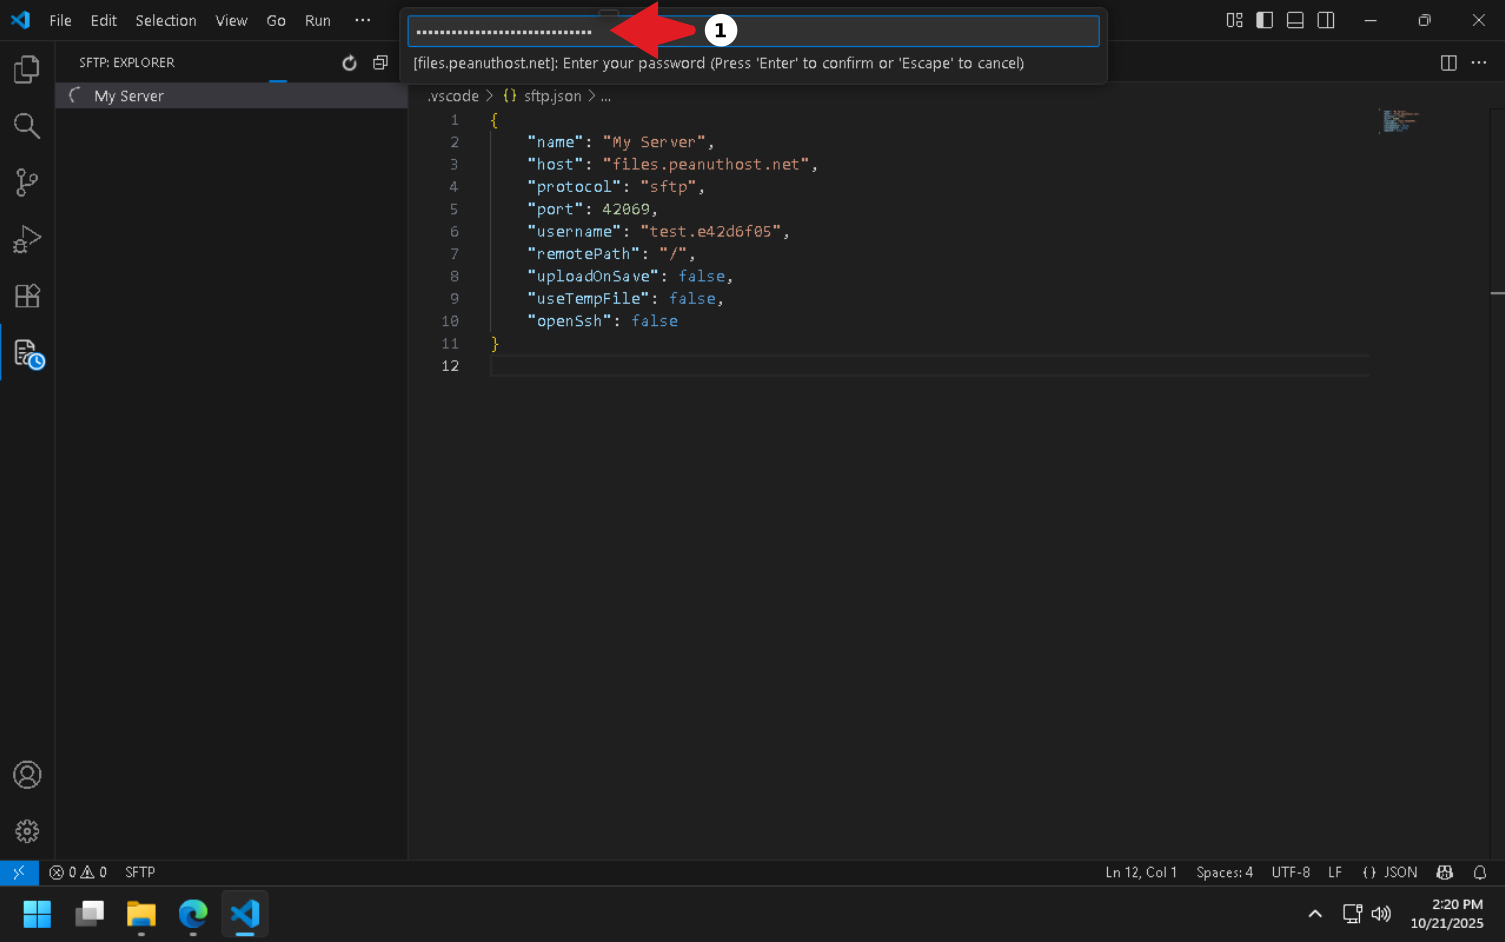 File Edit Selection View Go Run ···
•••••••••••••••••••••••••••••• 1
[files.peanuthost.net]: Enter your password (Press 'Enter' to confirm or 'Escape' to cancel)
SFTP: EXPLORER
My Server
.vscode > {} sftp.json > ...
1 {
2 "name": "My Server",
3 "host": "files.peanuthost.net",
4 "protocol": "sftp",
5 "port": 42069,
6 "username": "test.e42d6f05",
7 "remotePath": "/",
8 "uploadOnSave": false,
9 "useTempFile": false,
10 "openSsh": false
11 }
12
0 0 SFTP
Ln 12, Col 1 Spaces: 4 UTF-8 LF {} JSON
2:20 PM
10/21/2025